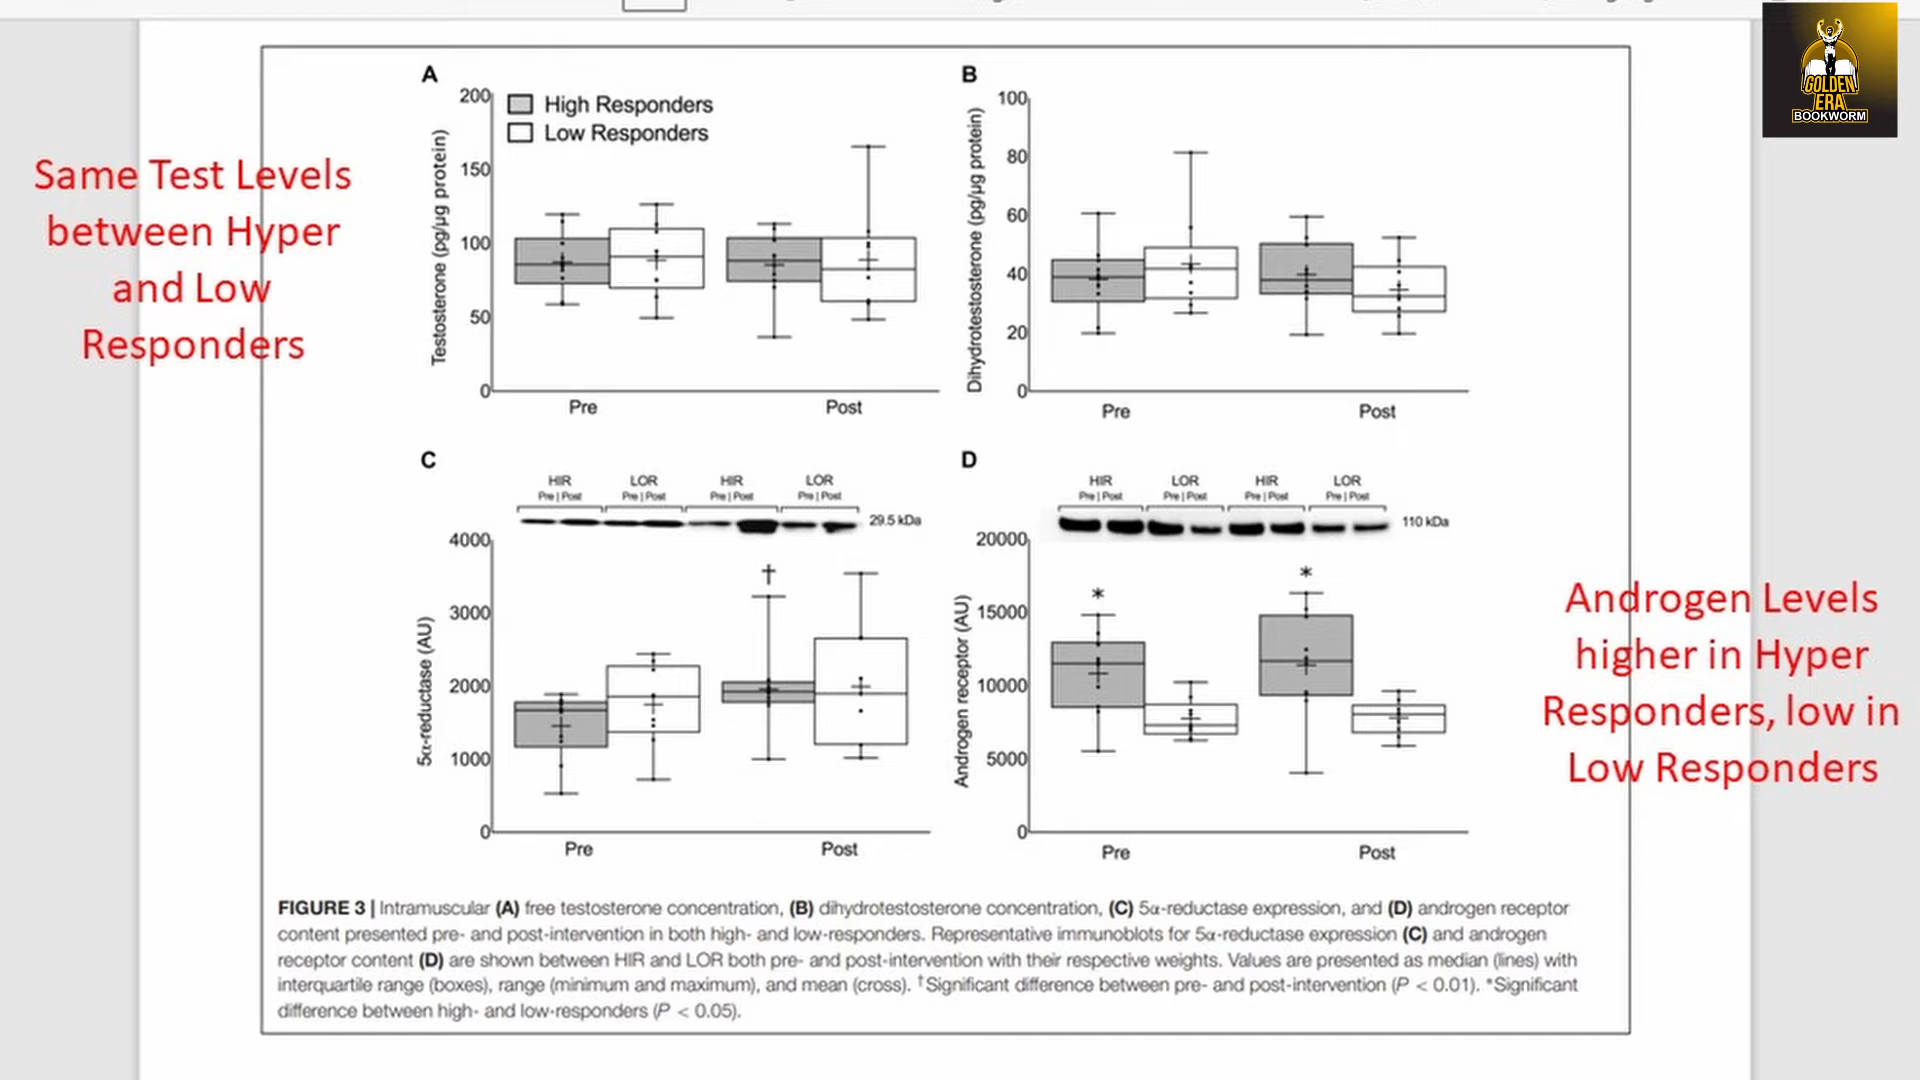 GOLDEN
ERA
BOOKWORM
Same Test Levels
between Hyper
and Low
Responders
A
200
150
100
50
0
Testosterone (pg/µg protein)
High Responders
Low Responders
Pre
Post
B
100
80
60
40
20
0
Dihydrotestosterone (pg/µg protein)
Pre
Post
C
HIR
LOR
HIR
LOR
Pre | Post
Pre | Post
Pre | Post
Pre | Post
29.5 kDa
4000
3000
2000
1000
0
5α-reductase (AU)
†
Pre
Post
D
HIR
LOR
HIR
LOR
Pre | Post
Pre | Post
Pre | Post
Pre | Post
110 kDa
20000
15000
10000
5000
0
Androgen receptor (AU)
*
*
Pre
Post
Androgen Levels
higher in Hyper
Responders, low in
Low Responders
FIGURE 3 | Intramuscular (A) free testosterone concentration, (B) dihydrotestosterone concentration, (C) 5α-reductase expression, and (D) androgen receptor
content presented pre- and post-intervention in both high- and low-responders. Representative immunoblots for 5α-reductase expression (C) and androgen
receptor content (D) are shown between HIR and LOR both pre- and post-intervention with their respective weights. Values are presented as median (lines) with
interquartile range (boxes), range (minimum and maximum), and mean (cross). †Significant difference between pre- and post-intervention (P < 0.01). *Significant
difference between high- and low-responders (P < 0.05).